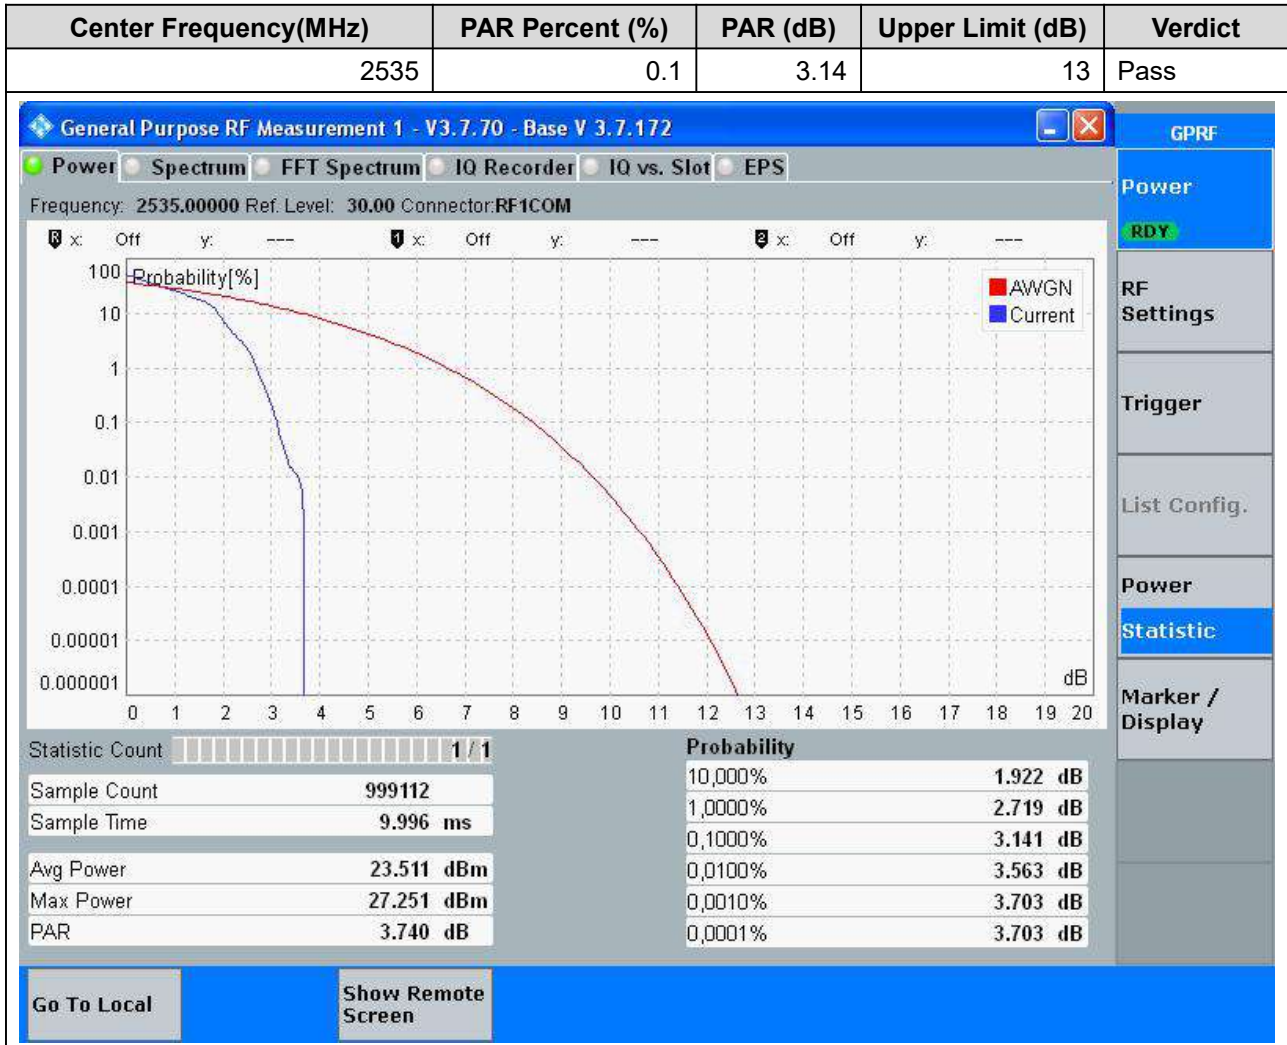 Center Frequency(MHz) PAR Percent (%) PAR (dB) Upper Limit (dB) Verdict
2535 0.1 3.14 13 Pass
General Purpose RF Measurement 1 - V3.7.70 - Base V 3.7.172
GPRF
Power Spectrum FFT Spectrum IQ Recorder IQ vs. Slot EPS
Frequency: 2535.00000 Ref. Level: 30.00 Connector:RF1COM
R x: Off y: --- 1 x: Off y: --- 2 x: Off y: ---
Probability[%]
AWGN
Current
100
10
1
0.1
0.01
0.001
0.0001
0.00001
0.000001
dB
0 1 2 3 4 5 6 7 8 9 10 11 12 13 14 15 16 17 18 19 20
Statistic Count 1 / 1
Sample Count 999112
Sample Time 9.996 ms
Avg Power 23.511 dBm
Max Power 27.251 dBm
PAR 3.740 dB
Probability
10,000% 1.922 dB
1,0000% 2.719 dB
0,1000% 3.141 dB
0,0100% 3.563 dB
0,0010% 3.703 dB
0,0001% 3.703 dB
Power
RDY
RF
Settings
Trigger
List Config.
Power
Statistic
Marker /
Display
Go To Local
Show Remote
Screen